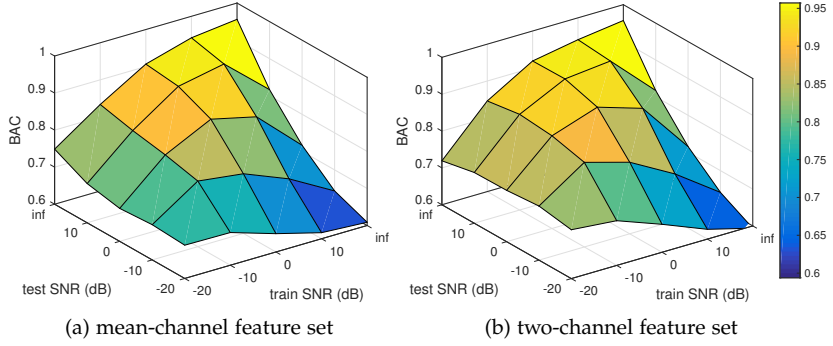 1
0.9
0.8
0.7
0.6
BAC
inf
10
0
-10
-20
test SNR (dB)
-20
-10
0
10
inf
train SNR (dB)
(a) mean-channel feature set
1
0.9
0.8
0.7
0.6
BAC
inf
10
0
-10
-20
test SNR (dB)
-20
-10
0
10
inf
train SNR (dB)
(b) two-channel feature set
0.95
0.9
0.85
0.8
0.75
0.7
0.65
0.6